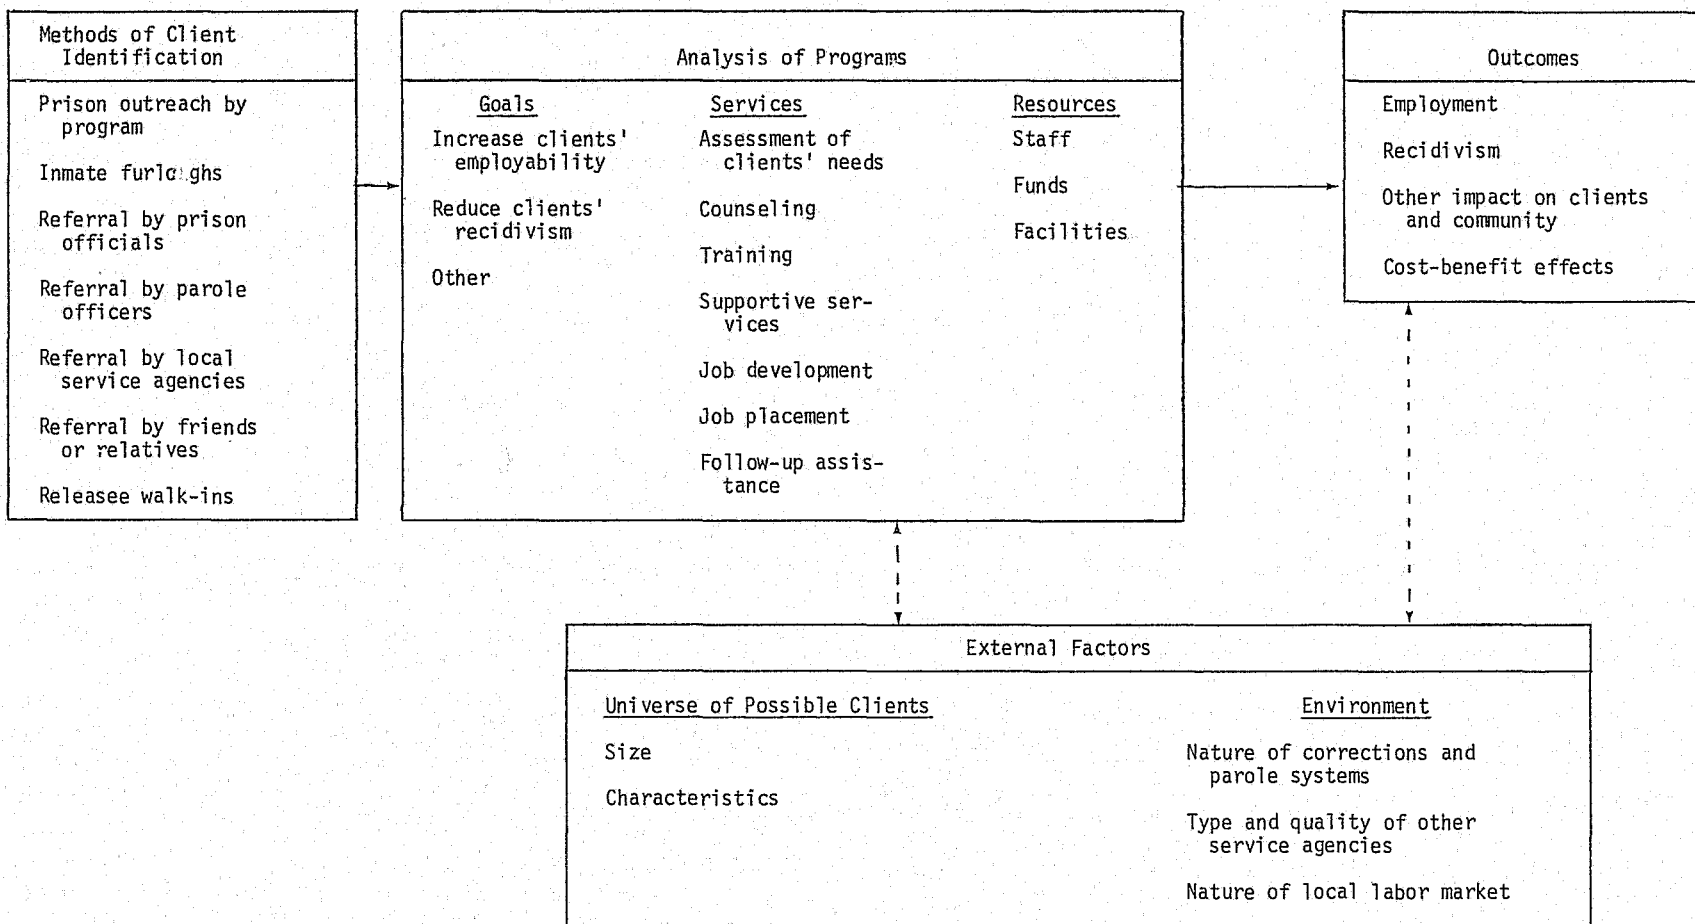 Methods of Client
Identification
Prison outreach by
program
Inmate furlo ghs
Referral by prison
officials
Referral by parole
officers
Referral by local
service agencies
Referral by friends
or relatives
Releasee walk-ins
Analysis of Programs
Goals
Increase clients'
employability
Reduce clients'
recidivism
Other
Services
Assessment of
clients' needs
Counseling
Training
Supportive ser-
vices
Job development
Job placement
Follow-up assis-
tance
Resources
Staff
Funds
Facilities
Outcomes
Employment
Recidivism
Other impact on clients
and community
Cost-benefit effects
External Factors
Universe of Possible Clients
Size
Characteristics
Environment
Nature of corrections and
parole systems
Type and quality of other
service agencies
Nature of local labor market